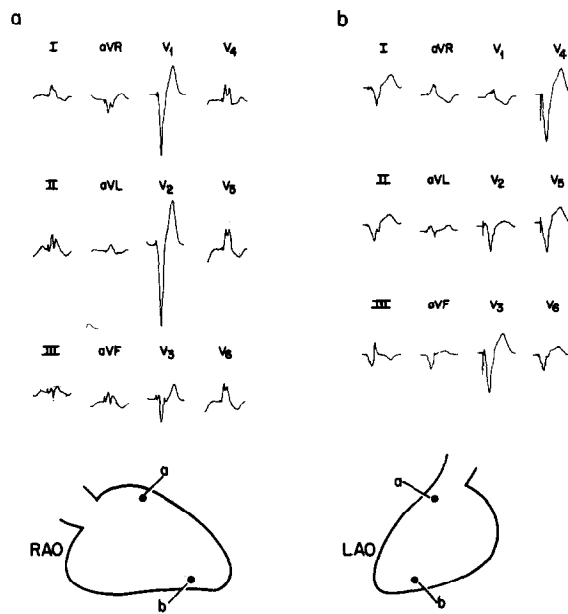 a
I aVR V1 V4
II aVL V2 V5
III aVF V3 V6
b
I aVR V1 V4
II aVL V2 V5
III aVF V3 V6
a
RAO
b
a
LAO
b